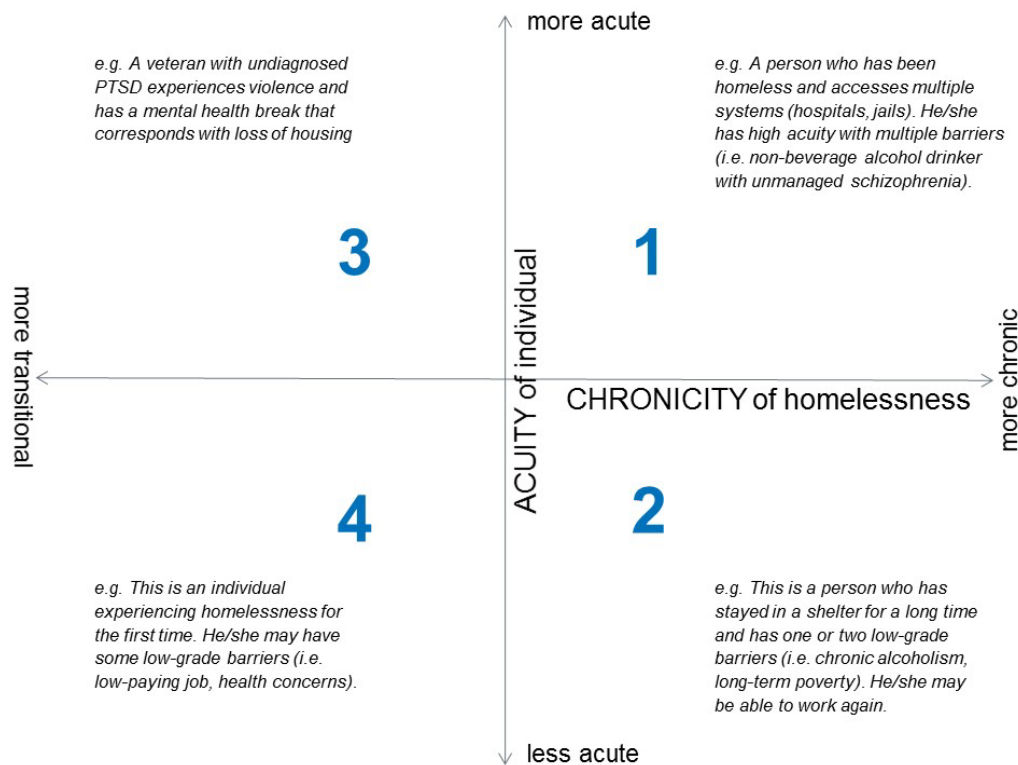 more acute
e.g. A veteran with undiagnosed
PTSD experiences violence and
has a mental health break that
corresponds with loss of housing
e.g. A person who has been
homeless and accesses multiple
systems (hospitals, jails). He/she
has high acuity with multiple barriers
(i.e. non-beverage alcohol drinker
with unmanaged schizophrenia).
3
1
more transitional
ACUITY of individual
CHRONICITY of homelessness
more chronic
4
2
e.g. This is an individual
experiencing homelessness for
the first time. He/she may have
some low-grade barriers (i.e.
low-paying job, health concerns).
e.g. This is a person who has
stayed in a shelter for a long time
and has one or two low-grade
barriers (i.e. chronic alcoholism,
long-term poverty). He/she may
be able to work again.
less acute